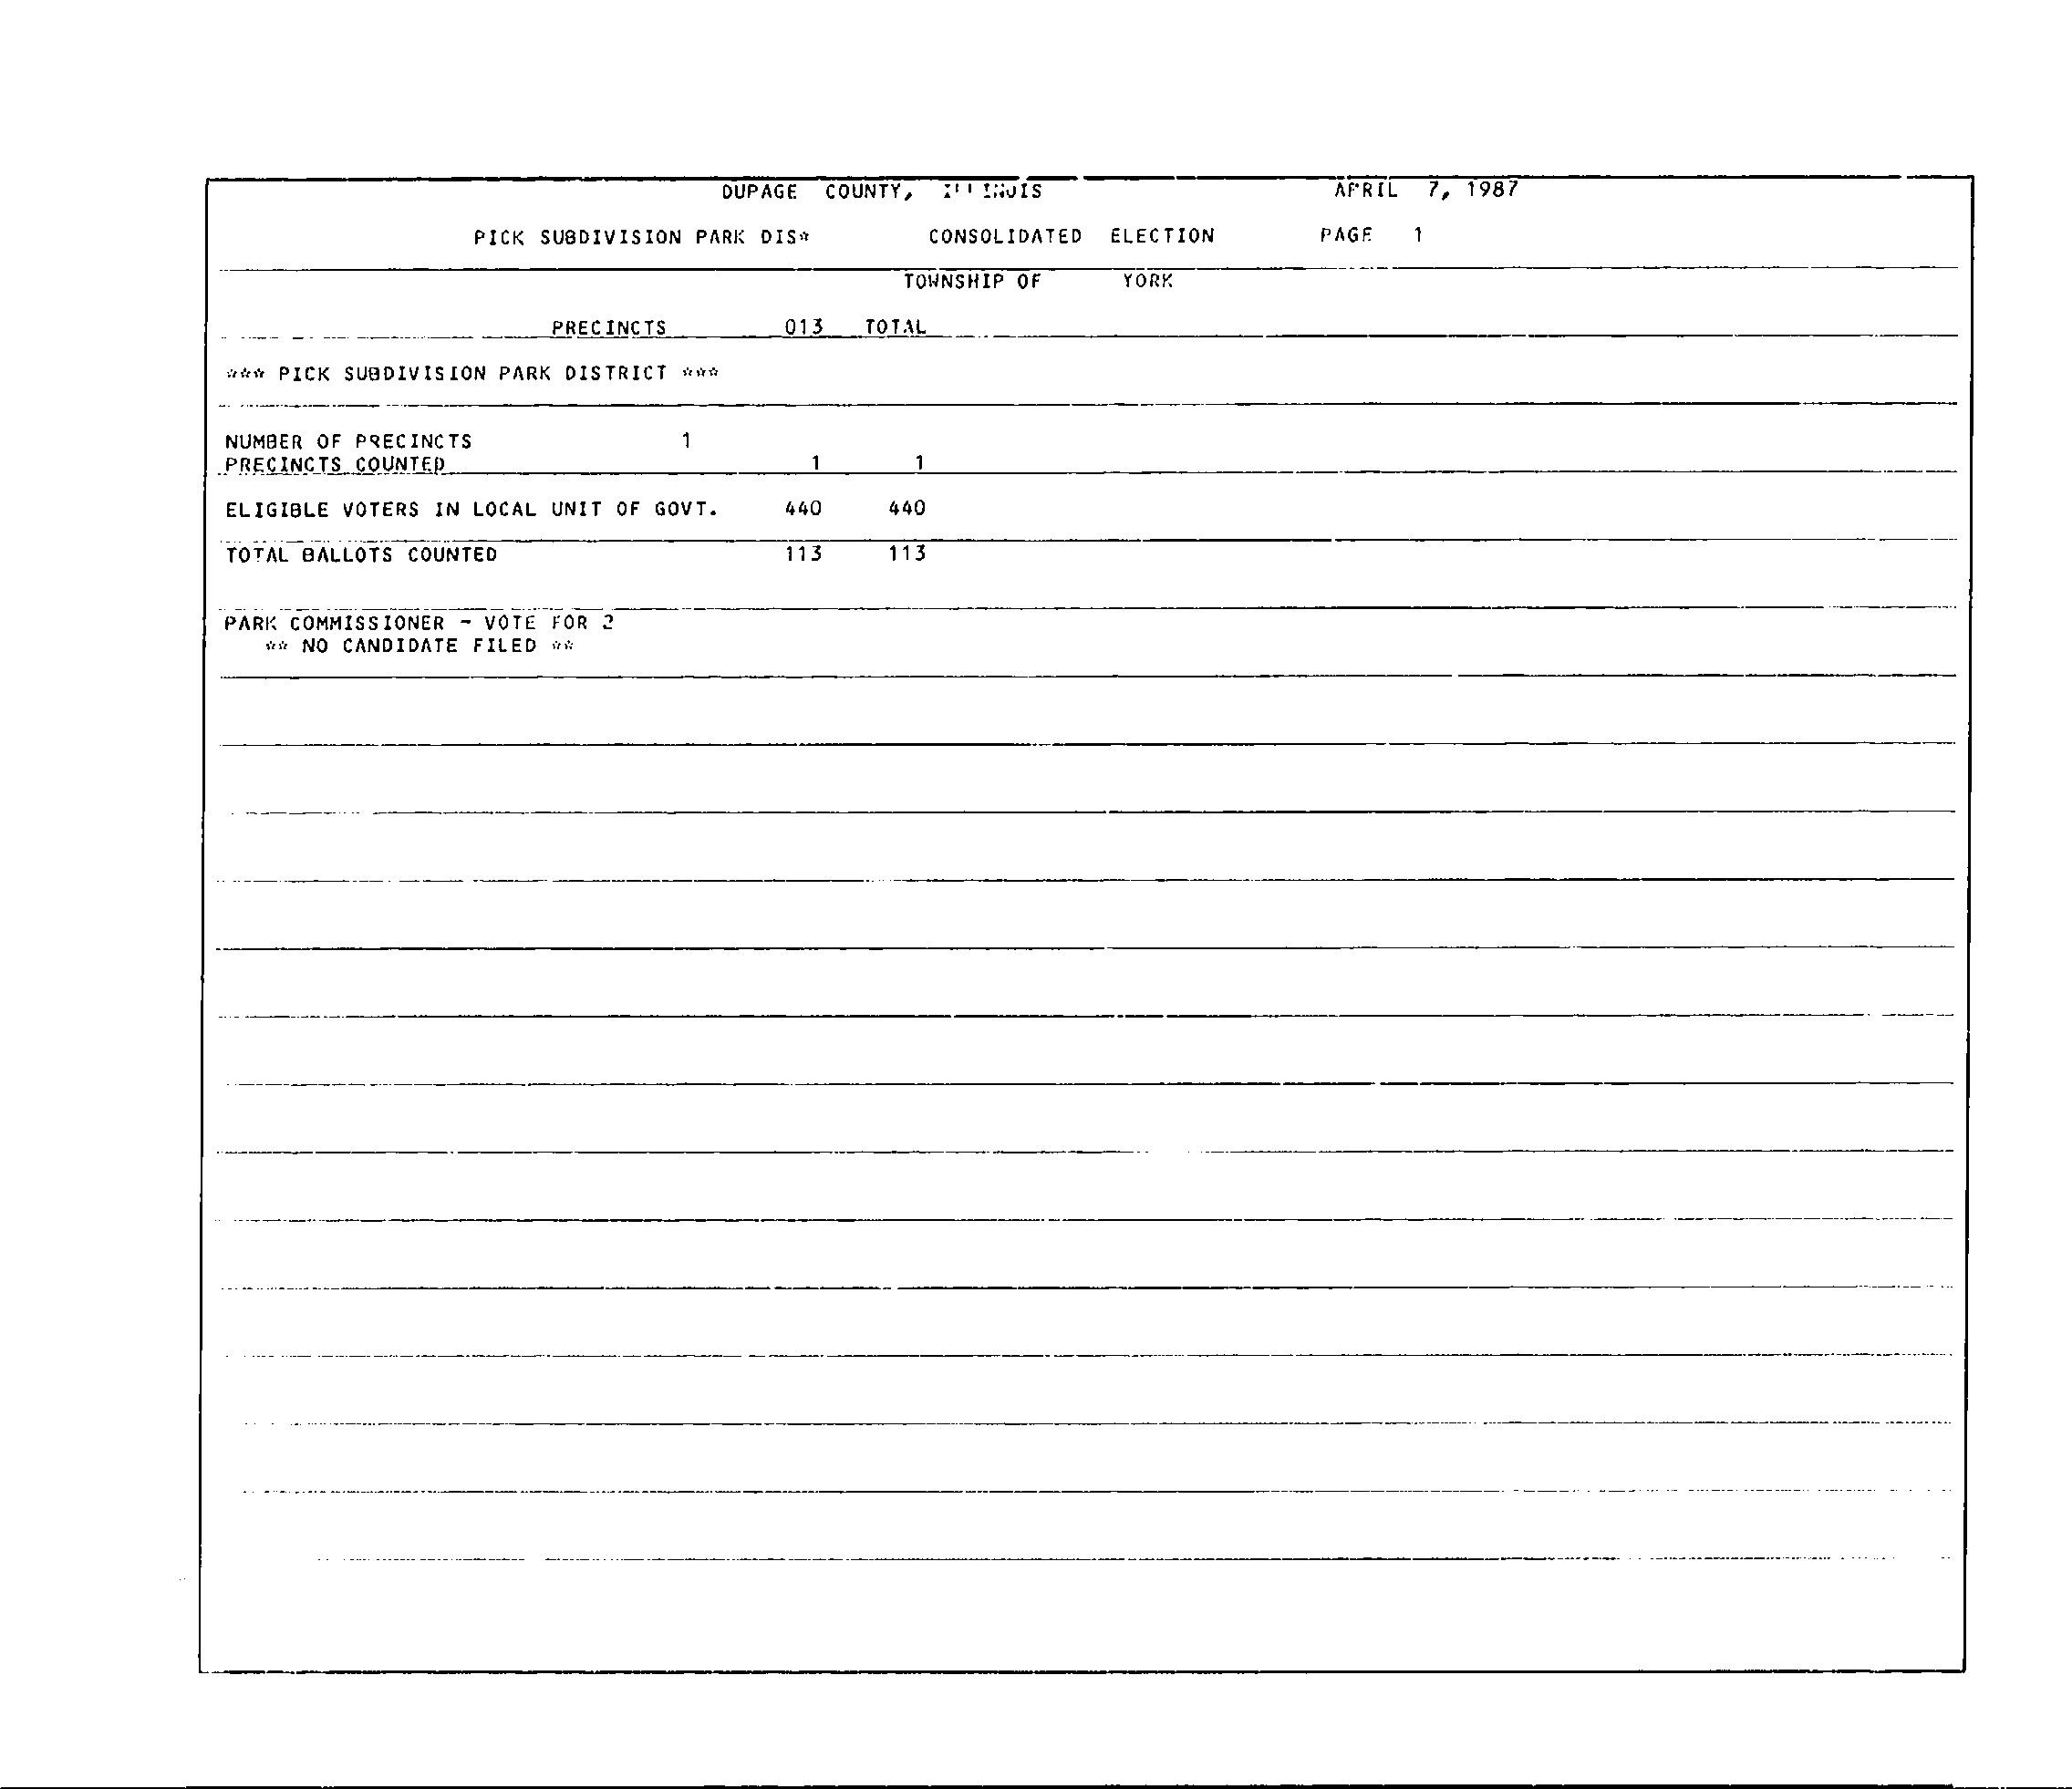 DUPAGE COUNTY, ILLINOIS APRIL 7, 1987
PICK SUBDIVISION PARK DIS* CONSOLIDATED ELECTION PAGE 1
TOWNSHIP OF YORK
PRECINCTS 013 TOTAL
*** PICK SUBDIVISION PARK DISTRICT ***
NUMBER OF PRECINCTS 1
PRECINCTS COUNTED 1 1
ELIGIBLE VOTERS IN LOCAL UNIT OF GOVT. 440 440
TOTAL BALLOTS COUNTED 113 113
PARK COMMISSIONER - VOTE FOR 2
** NO CANDIDATE FILED **